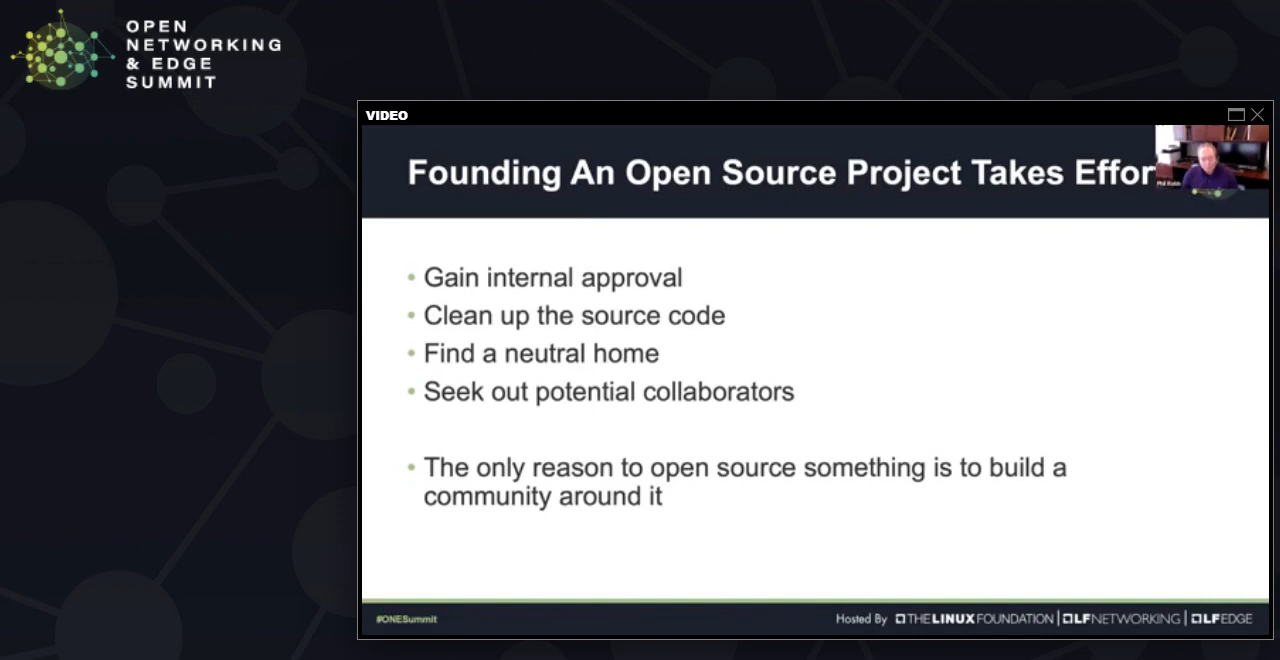 OPEN
NETWORKING
& EDGE
SUMMIT
VIDEO
Founding An Open Source Project Takes Effor
• Gain internal approval
• Clean up the source code
• Find a neutral home
• Seek out potential collaborators
• The only reason to open source something is to build a
community around it
#ONESummit
Hosted By THE LINUX FOUNDATION | LF NETWORKING | LF EDGE